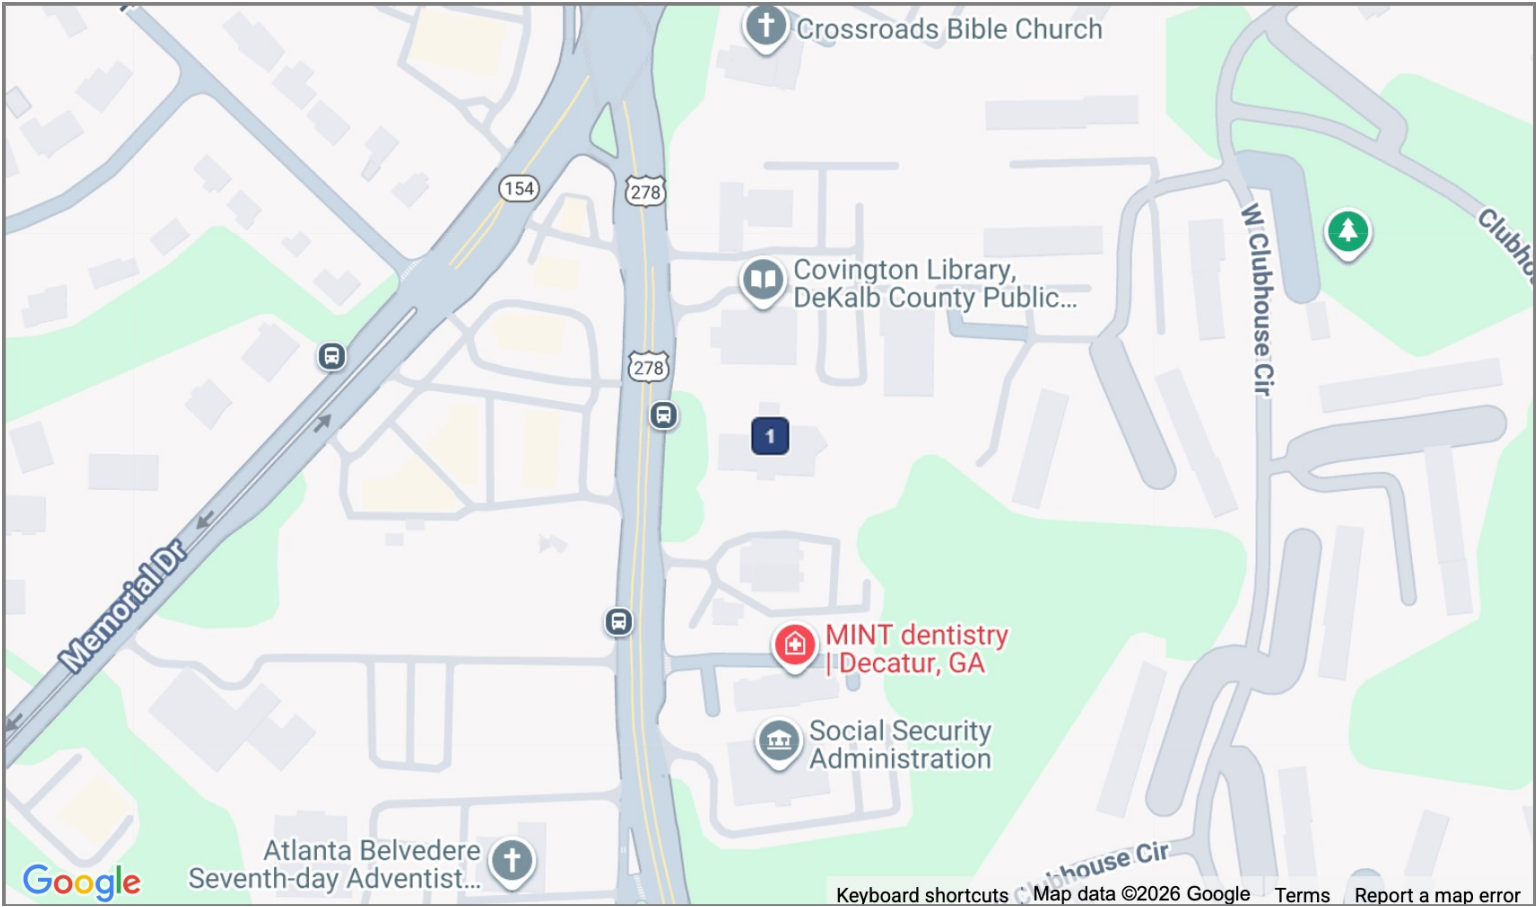 Crossroads Bible Church
154
278
W Clubhouse Cir
Covington Library,
DeKalb County Public...
278
1
Memorial Dr
MINT dentistry
| Decatur, GA
Social Security
Administration
Atlanta Belvedere
Seventh-day Adventist...
Google
Keyboard shortcuts
Map data ©2026 Google
Terms
Report a map error